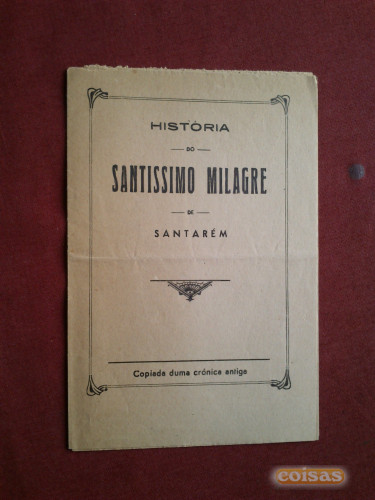 HISTÓRIA
DO
SANTISSIMO MILAGRE
DE
SANTARÉM
Copiada duma crónica antiga
coisas